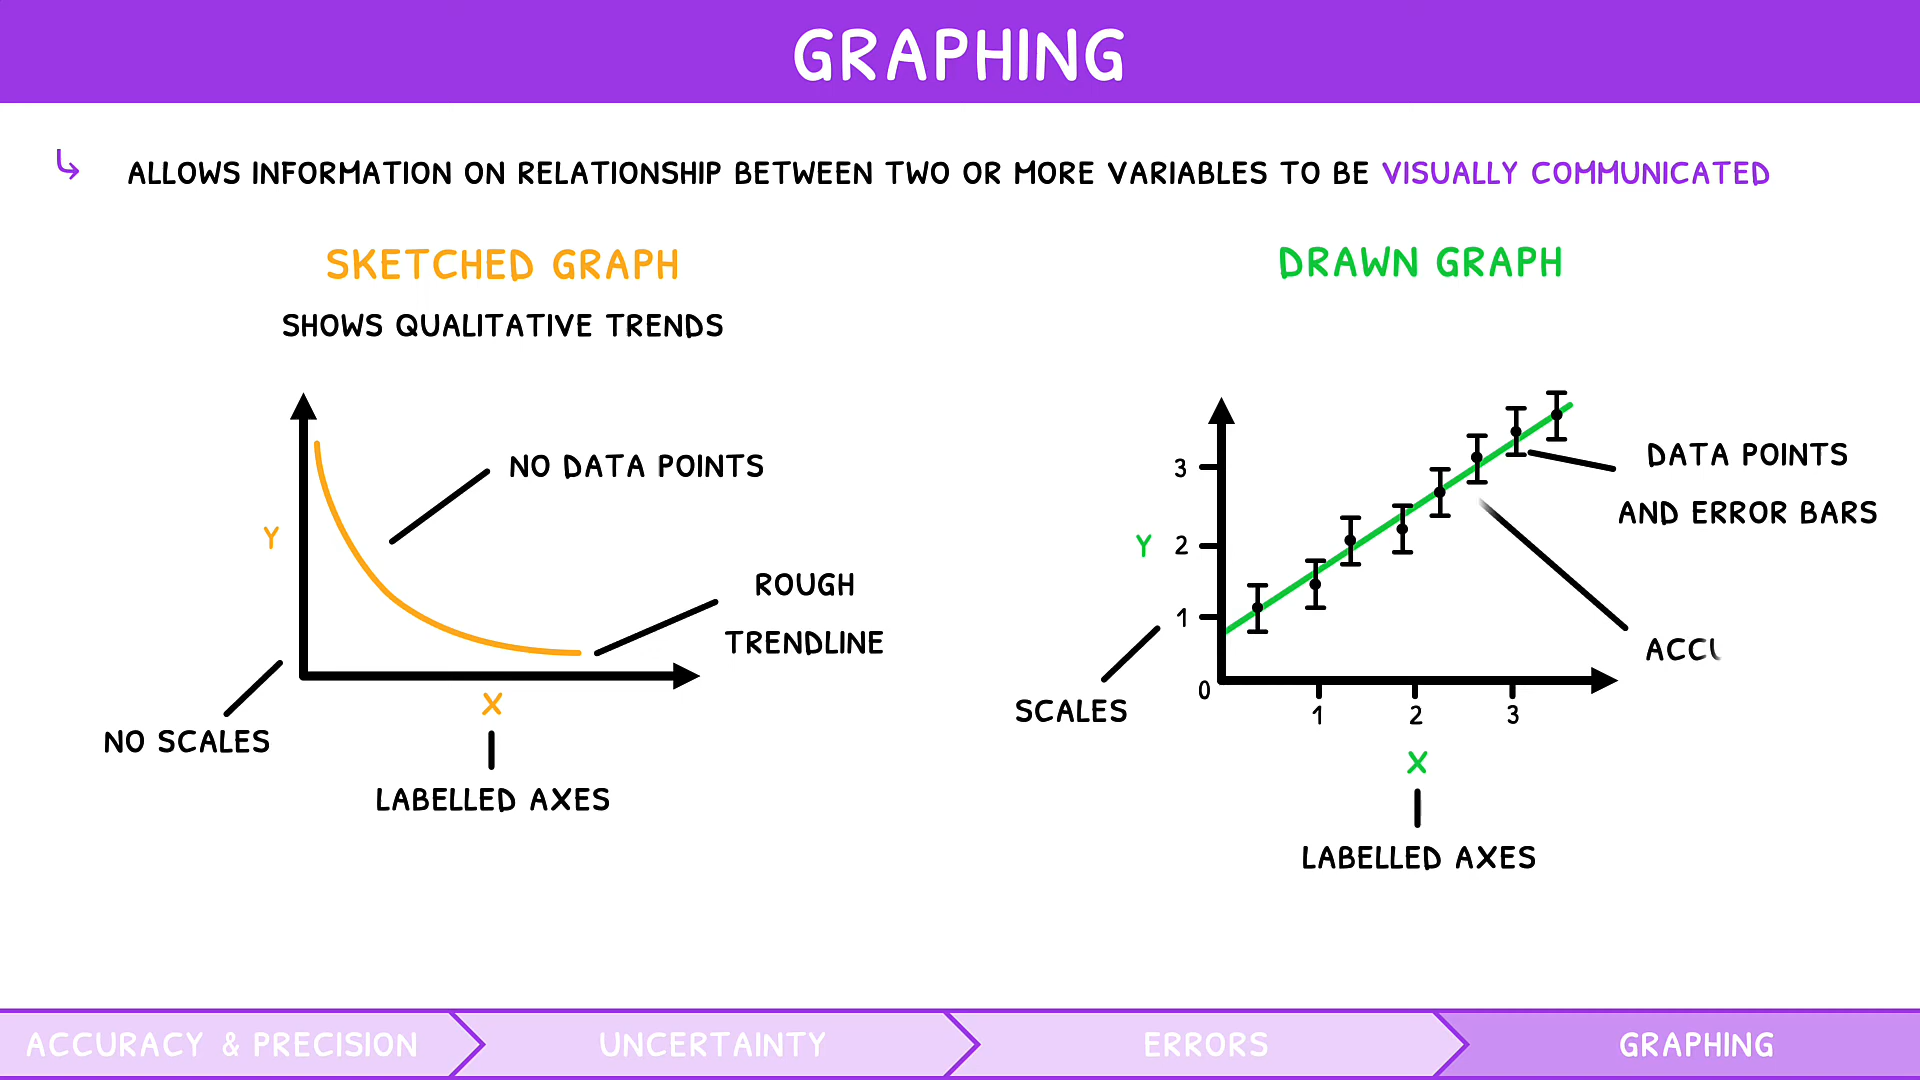 GRAPHING
ALLOWS INFORMATION ON RELATIONSHIP BETWEEN TWO OR MORE VARIABLES TO BE VISUALLY COMMUNICATED
SKETCHED GRAPH
SHOWS QUALITATIVE TRENDS
NO DATA POINTS
Y
ROUGH
TRENDLINE
X
NO SCALES
LABELLED AXES
DRAWN GRAPH
DATA POINTS
AND ERROR BARS
3
Y 2
1
0
SCALES
1 2 3
X
LABELLED AXES
ACCURACY & PRECISION
UNCERTAINTY
ERRORS
GRAPHING